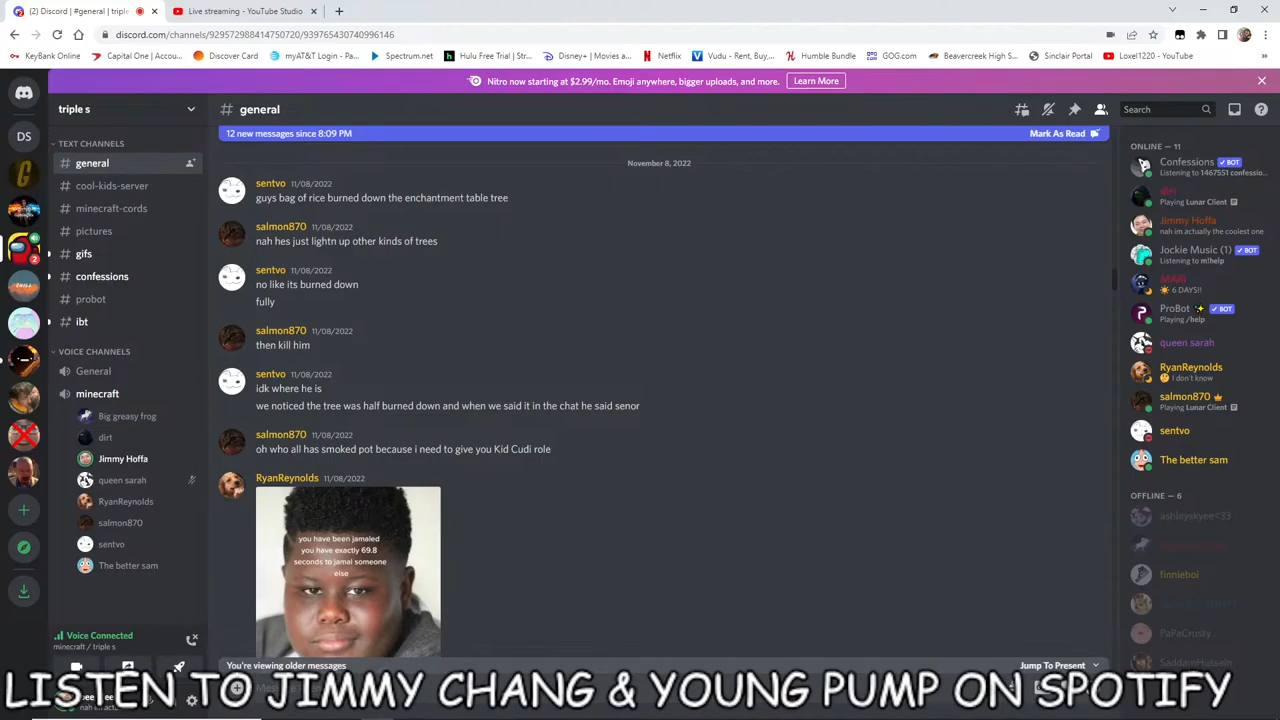 (2) Discord | #general | triple
Live streaming - YouTube Studio
discord.com/channels/929572988414750720/939765430740996146
KeyBank Online
Capital One | Accou...
Discover Card
myAT&T Login - Pa...
Spectrum.net
Hulu Free Trial | Str...
Disney+ | Movies a...
Netflix
Vudu - Rent, Buy,...
Humble Bundle
GOG.com
Beavercreek High S...
Sinclair Portal
Loxel1220 - YouTube
Nitro now starting at $2.99/mo. Emoji anywhere, bigger uploads, and more.
Learn More
triple s
general
Search
12 new messages since 8:09 PM
Mark As Read
DS
TEXT CHANNELS
general
cool-kids-server
minecraft-cords
pictures
gifs
confessions
probot
ibt
VOICE CHANNELS
General
minecraft
Big greasy frog
dirt
Jimmy Hoffa
queen sarah
RyanReynolds
salmon870
sentvo
The better sam
Voice Connected
minecraft / triple s
November 8, 2022
sentvo 11/08/2022
guys bag of rice burned down the enchantment table tree
salmon870 11/08/2022
nah hes just lightn up other kinds of trees
sentvo 11/08/2022
no like its burned down
fully
salmon870 11/08/2022
then kill him
sentvo 11/08/2022
idk where he is
we noticed the tree was half burned down and when we said it in the chat he said senor
salmon870 11/08/2022
oh who all has smoked pot because i need to give you Kid Cudi role
RyanReynolds 11/08/2022
you have been jamaled
you have exactly 69.8
seconds to jamal someone
else
You're viewing older messages
Jump To Present
ONLINE — 11
Confessions BOT
Listening to 1467551 confessio...
diri
Playing Lunar Client
Jimmy Hoffa
nah im actually the coolest one
Jockie Music (1) BOT
Listening to m!help
MARI
6 DAYS!!
ProBot BOT
Playing /help
queen sarah
RyanReynolds
I don't know
salmon870
Playing Lunar Client
sentvo
The better sam
OFFLINE — 6
ashleyskyee<33
finnieboi
PaPaCrusty
SaddamHussein
LISTEN TO JIMMY CHANG & YOUNG PUMP ON SPOTIFY